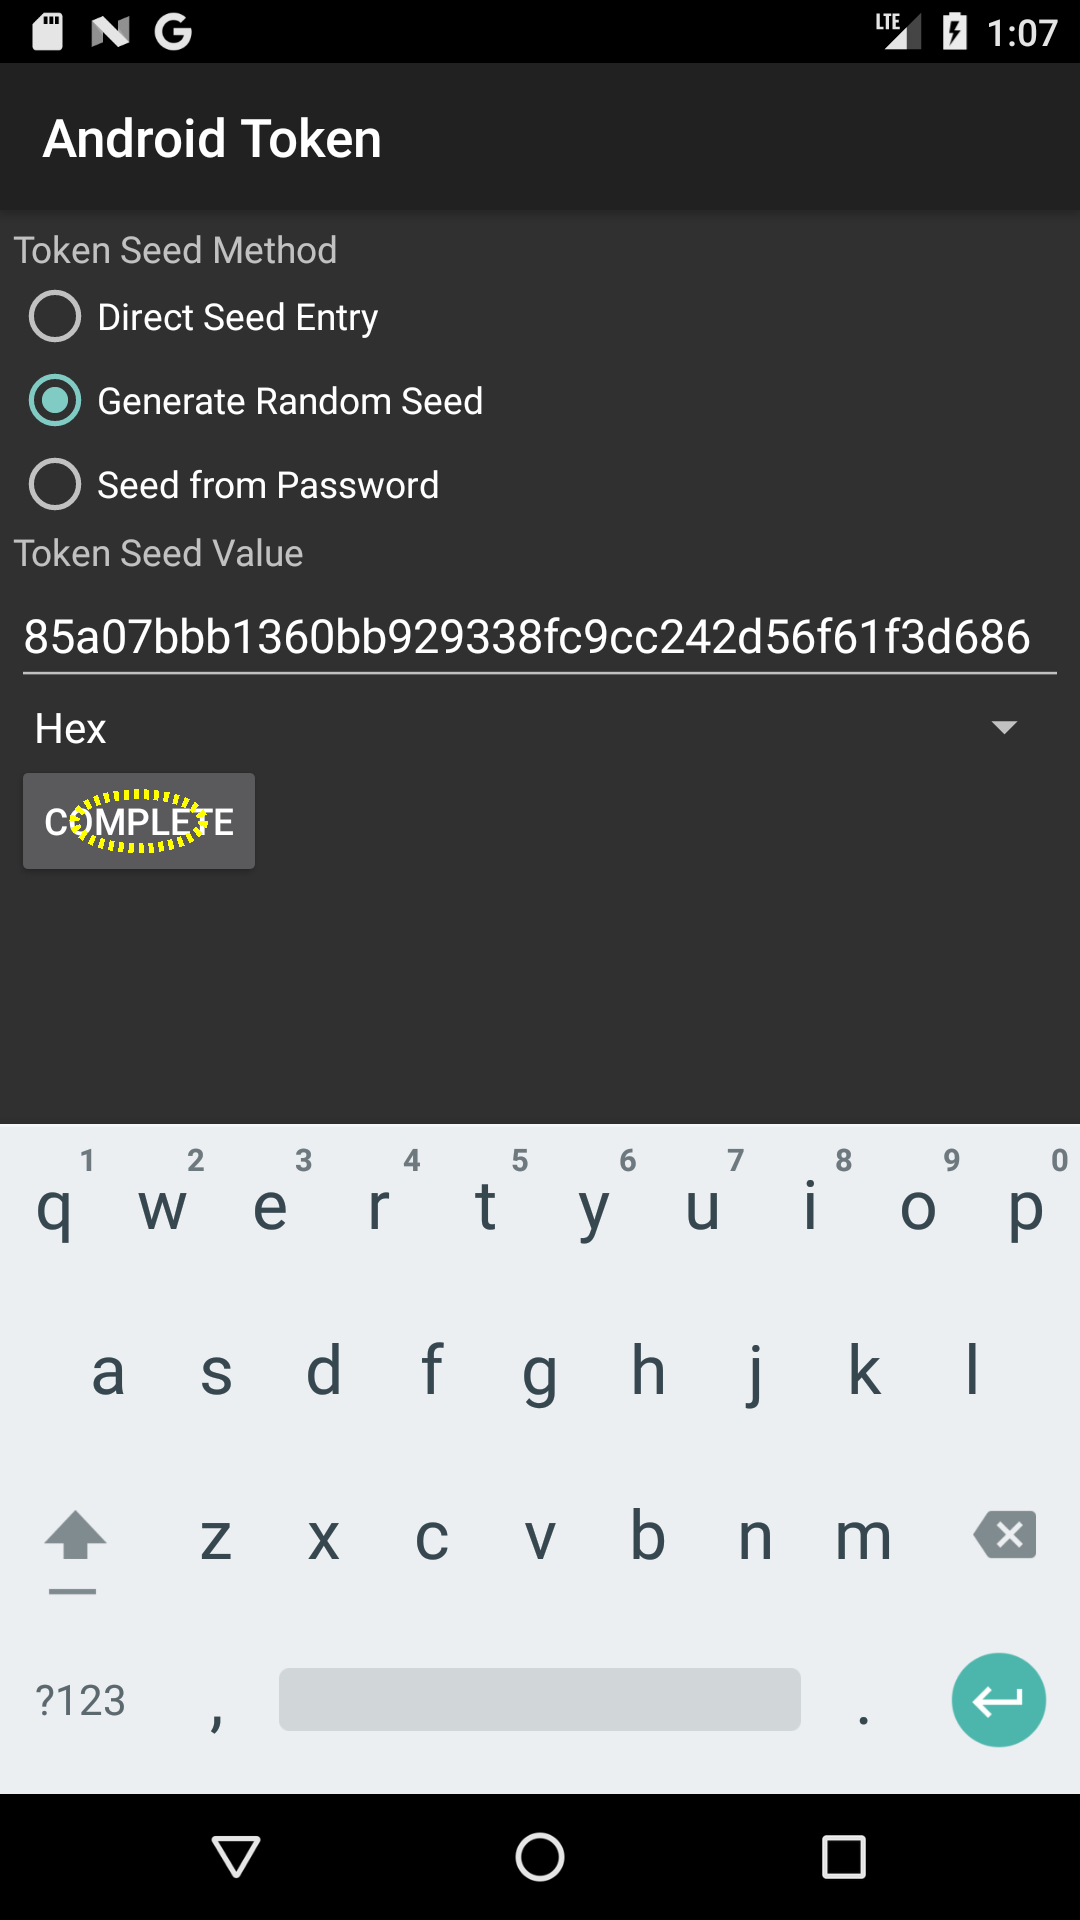 LTE 1:07
Android Token
Token Seed Method
Direct Seed Entry
Generate Random Seed
Seed from Password
Token Seed Value
85a07bbb1360bb929338fc9cc242d56f61f3d686
Hex
COMPLETE
1 2 3 4 5 6 7 8 9 0
q w e r t y u i o p
a s d f g h j k l
z x c v b n m
?123 , .